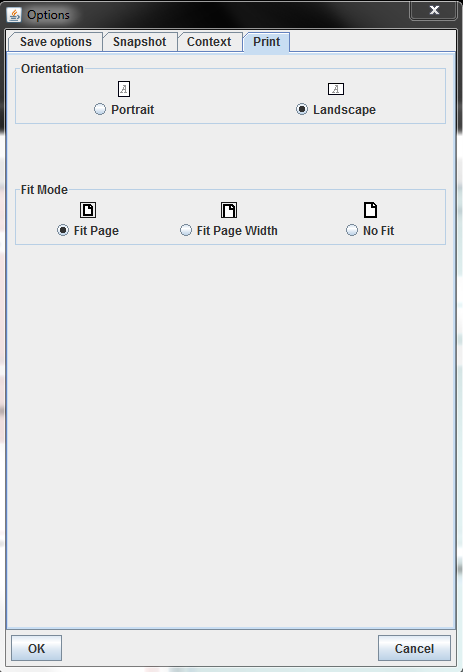 Options
X
Save options Snapshot Context Print
Orientation
A A
Portrait Landscape
Fit Mode
Fit Page Fit Page Width No Fit
OK Cancel